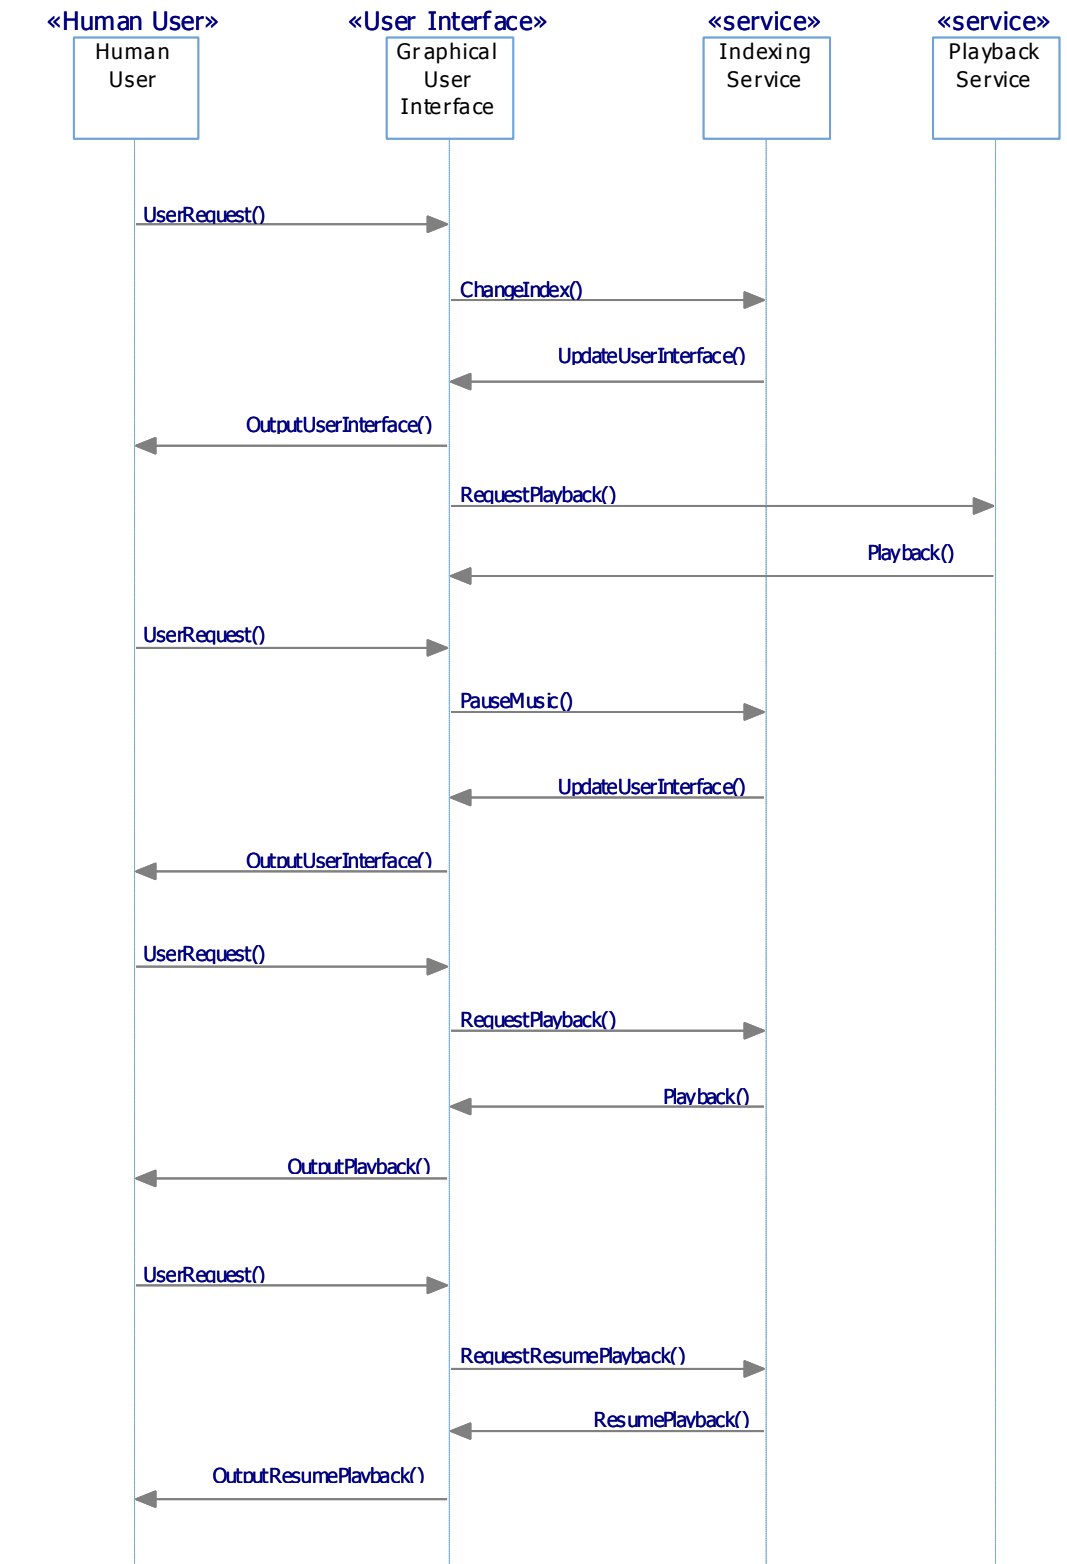 «Human User»
«User Interface»
«service»
«service»
Human
User
Graphical
User
Interface
Indexing
Service
Playback
Service
UserRequest()
ChangeIndex()
UpdateUserInterface()
OutputUserInterface()
RequestPlayback()
Playback()
UserRequest()
PauseMusic()
UpdateUserInterface()
OutputUserInterface()
UserRequest()
RequestPlayback()
Playback()
OutputPlayback()
UserRequest()
RequestResumePlayback()
ResumePlayback()
OutputResumePlayback()